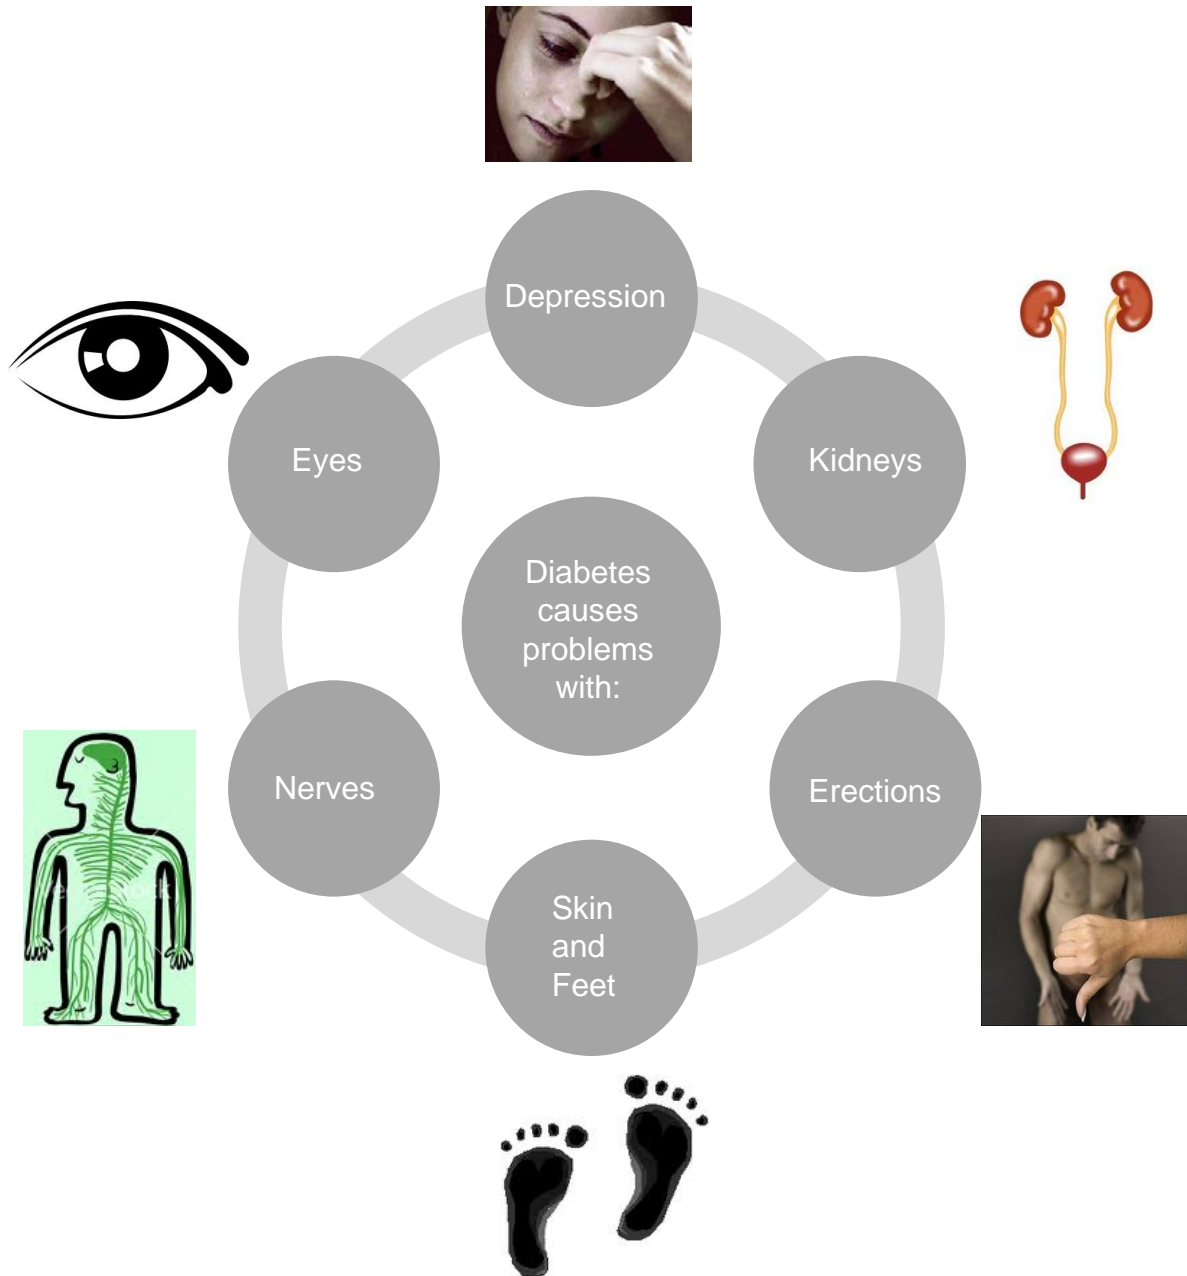 Depression
Eyes
Kidneys
Diabetes
causes
problems
with:
Nerves
Erections
Skin
and
Feet